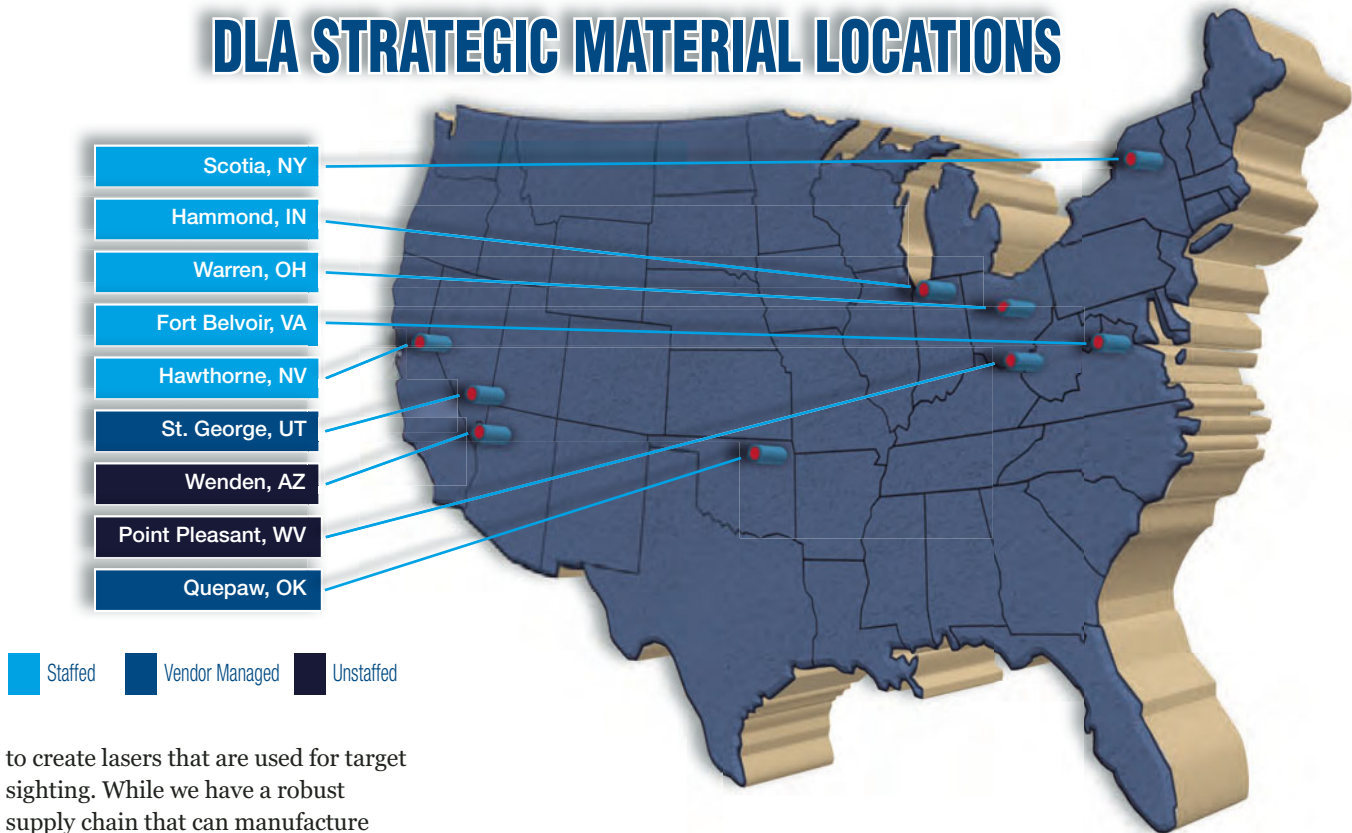 DLA STRATEGIC MATERIAL LOCATIONS
Scotia, NY
Hammond, IN
Warren, OH
Fort Belvoir, VA
Hawthorne, NV
St. George, UT
Wenden, AZ
Point Pleasant, WV
Quepaw, OK
Staffed Vendor Managed Unstaffed
to create lasers that are used for target
sighting. While we have a robust
supply chain that can manufacture